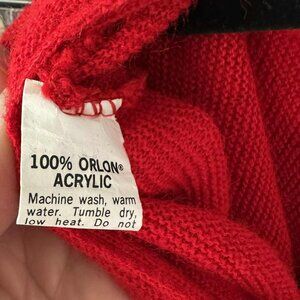 100% ORLON®
ACRYLIC
Machine wash, warm
water. Tumble dry,
low heat. Do not